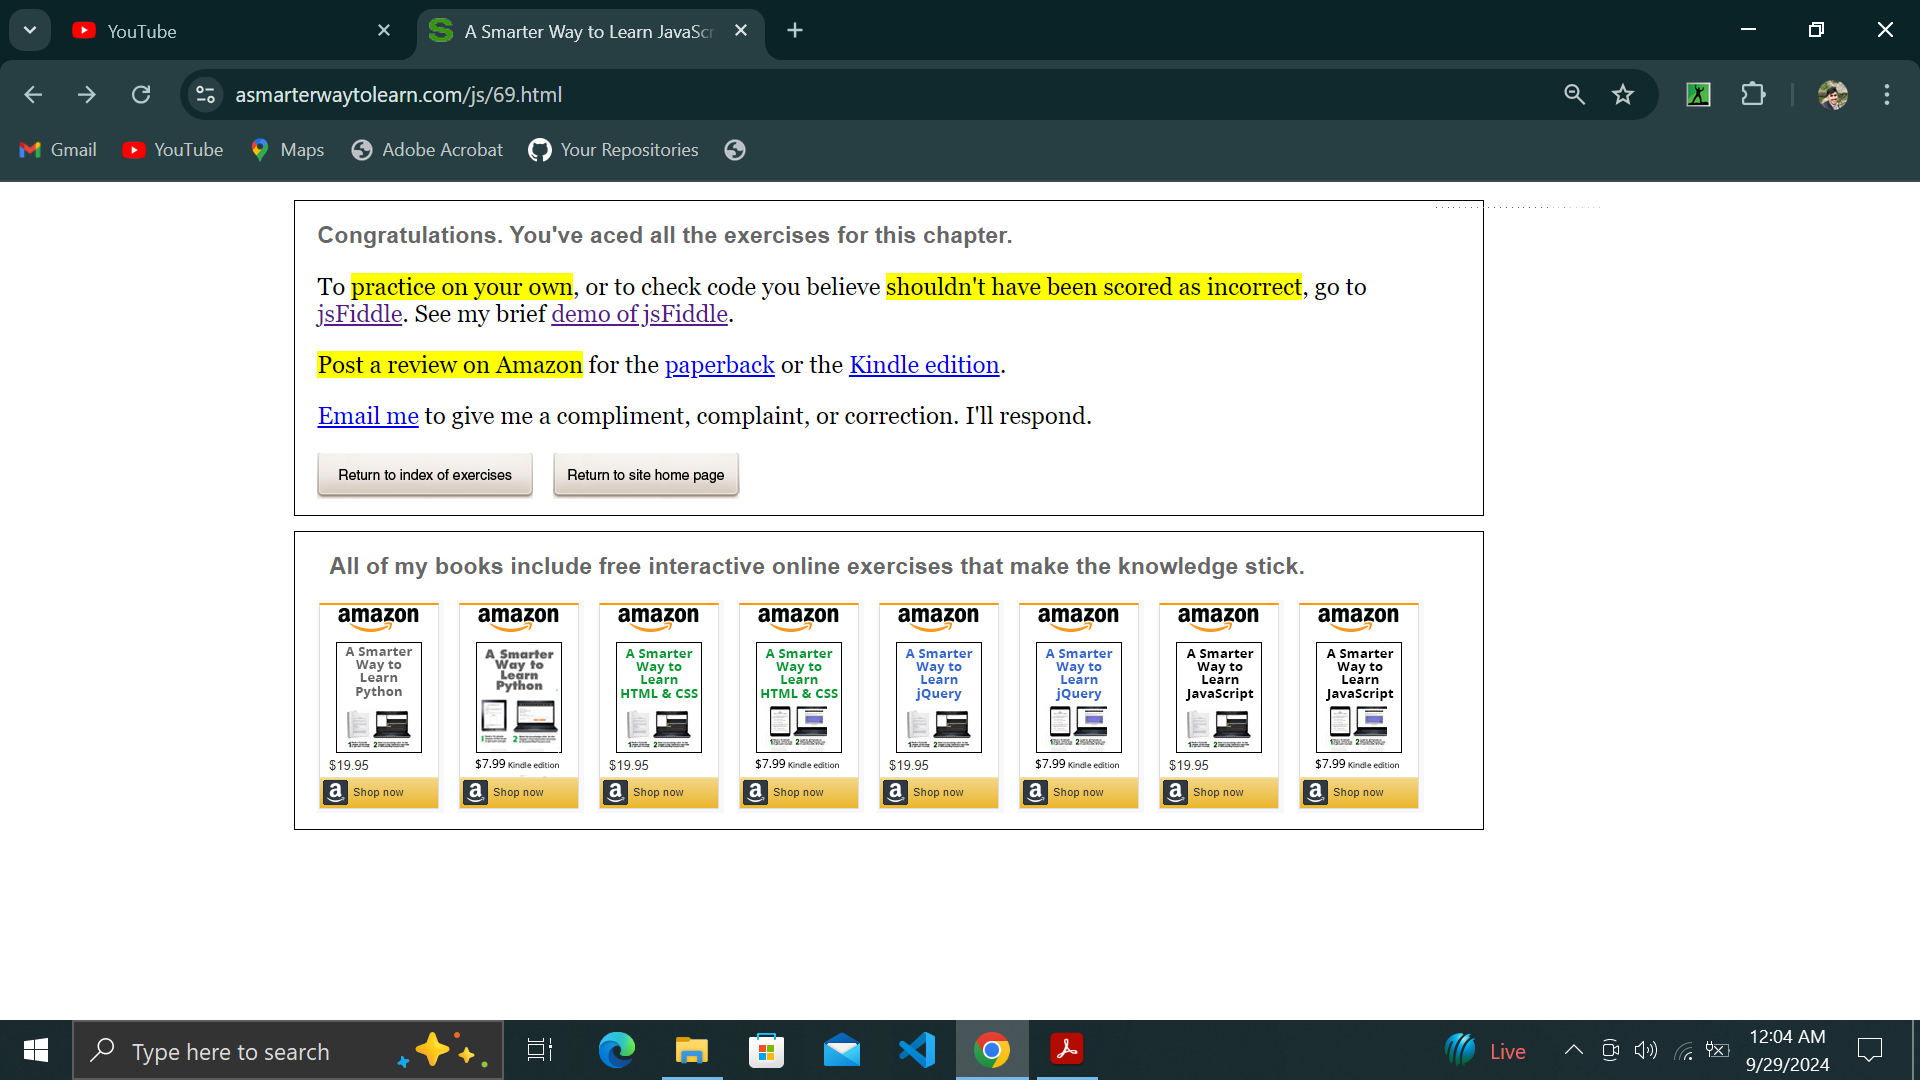 YouTube
A Smarter Way to Learn JavaScr
asmarterwaytolearn.com/js/69.html
Gmail YouTube Maps Adobe Acrobat Your Repositories
Congratulations. You've aced all the exercises for this chapter.
To practice on your own, or to check code you believe shouldn't have been scored as incorrect, go to
jsFiddle. See my brief demo of jsFiddle.
Post a review on Amazon for the paperback or the Kindle edition.
Email me to give me a compliment, complaint, or correction. I'll respond.
Return to index of exercises Return to site home page
All of my books include free interactive online exercises that make the knowledge stick.
amazon
A Smarter
Way to
Learn
Python
$19.95
a Shop now
amazon
A Smarter
Way to
Learn
Python
$7.99 Kindle edition
a Shop now
amazon
A Smarter
Way to
Learn
HTML & CSS
$19.95
a Shop now
amazon
A Smarter
Way to
Learn
HTML & CSS
$7.99 Kindle edition
a Shop now
amazon
A Smarter
Way to
Learn
jQuery
$19.95
a Shop now
amazon
A Smarter
Way to
Learn
jQuery
$7.99 Kindle edition
a Shop now
amazon
A Smarter
Way to
Learn
JavaScript
$19.95
a Shop now
amazon
A Smarter
Way to
Learn
JavaScript
$7.99 Kindle edition
a Shop now
Type here to search
Live
12:04 AM
9/29/2024